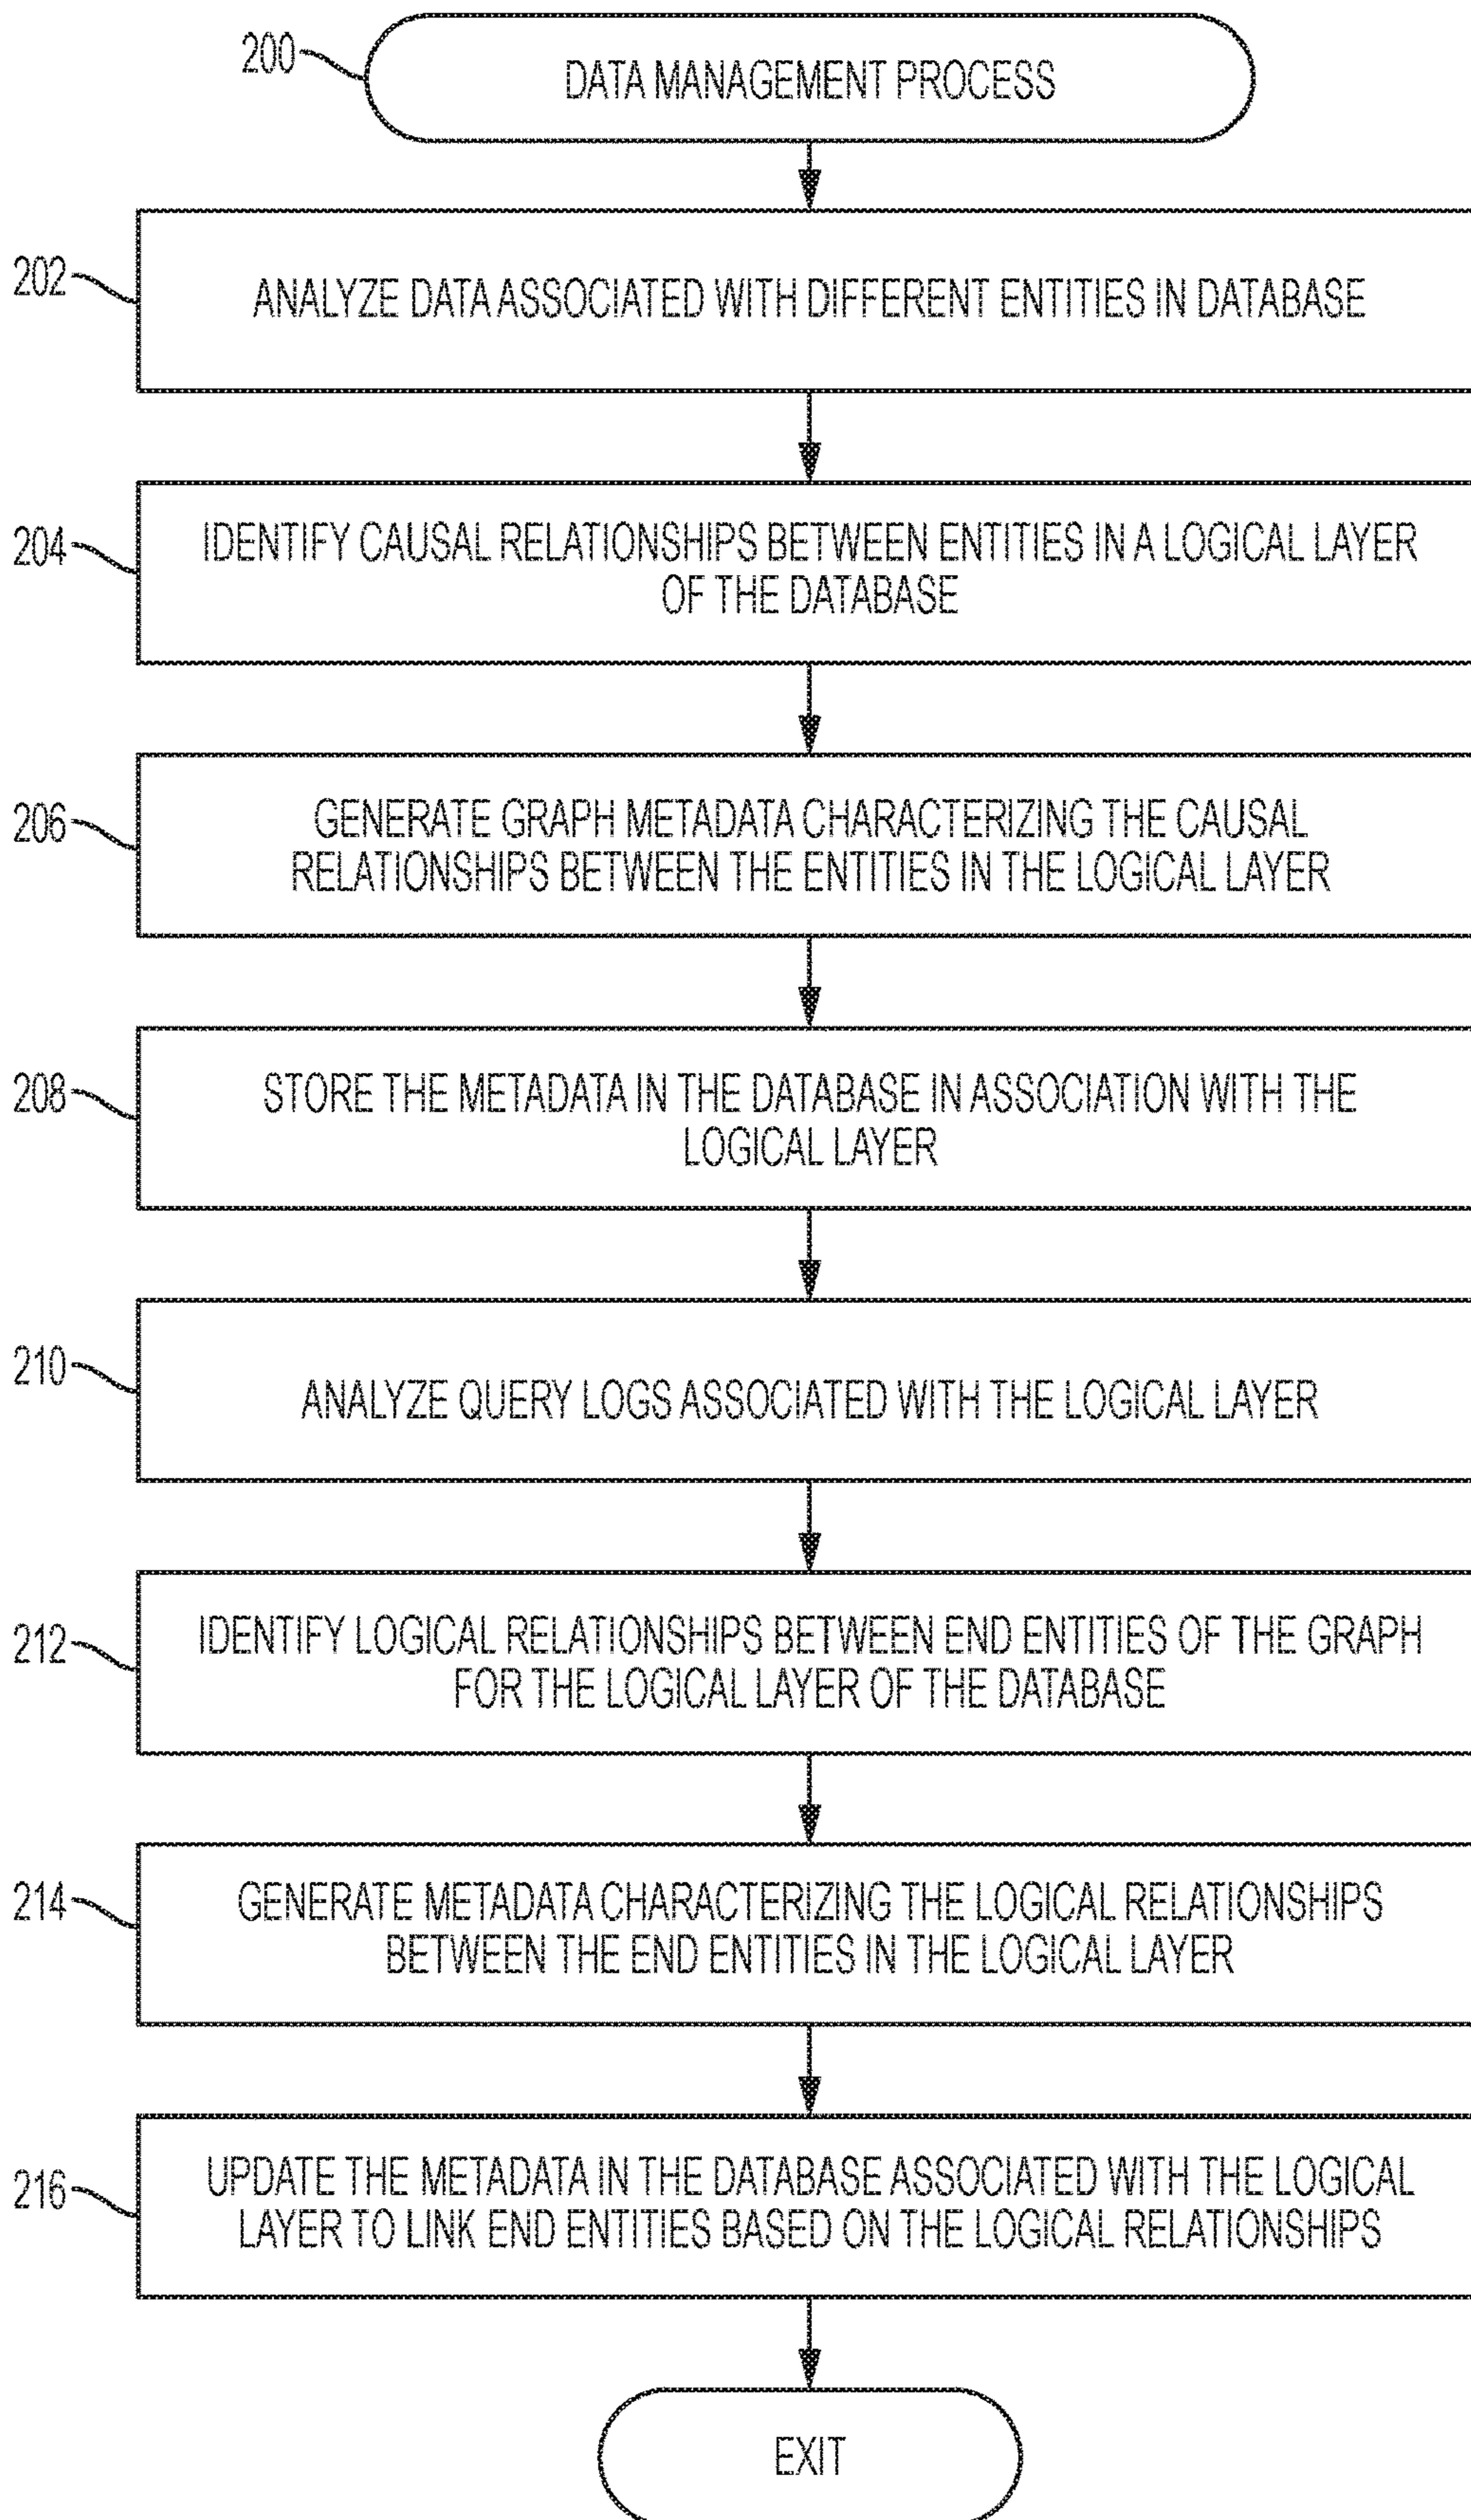 200
DATA MANAGEMENT PROCESS
202
ANALYZE DATA ASSOCIATED WITH DIFFERENT ENTITIES IN DATABASE
204
IDENTIFY CAUSAL RELATIONSHIPS BETWEEN ENTITIES IN A LOGICAL LAYER
OF THE DATABASE
206
GENERATE GRAPH METADATA CHARACTERIZING THE CAUSAL
RELATIONSHIPS BETWEEN THE ENTITIES IN THE LOGICAL LAYER
208
STORE THE METADATA IN THE DATABASE IN ASSOCIATION WITH THE
LOGICAL LAYER
210
ANALYZE QUERY LOGS ASSOCIATED WITH THE LOGICAL LAYER
212
IDENTIFY LOGICAL RELATIONSHIPS BETWEEN END ENTITIES OF THE GRAPH
FOR THE LOGICAL LAYER OF THE DATABASE
214
GENERATE METADATA CHARACTERIZING THE LOGICAL RELATIONSHIPS
BETWEEN THE END ENTITIES IN THE LOGICAL LAYER
216
UPDATE THE METADATA IN THE DATABASE ASSOCIATED WITH THE LOGICAL
LAYER TO LINK END ENTITIES BASED ON THE LOGICAL RELATIONSHIPS
EXIT